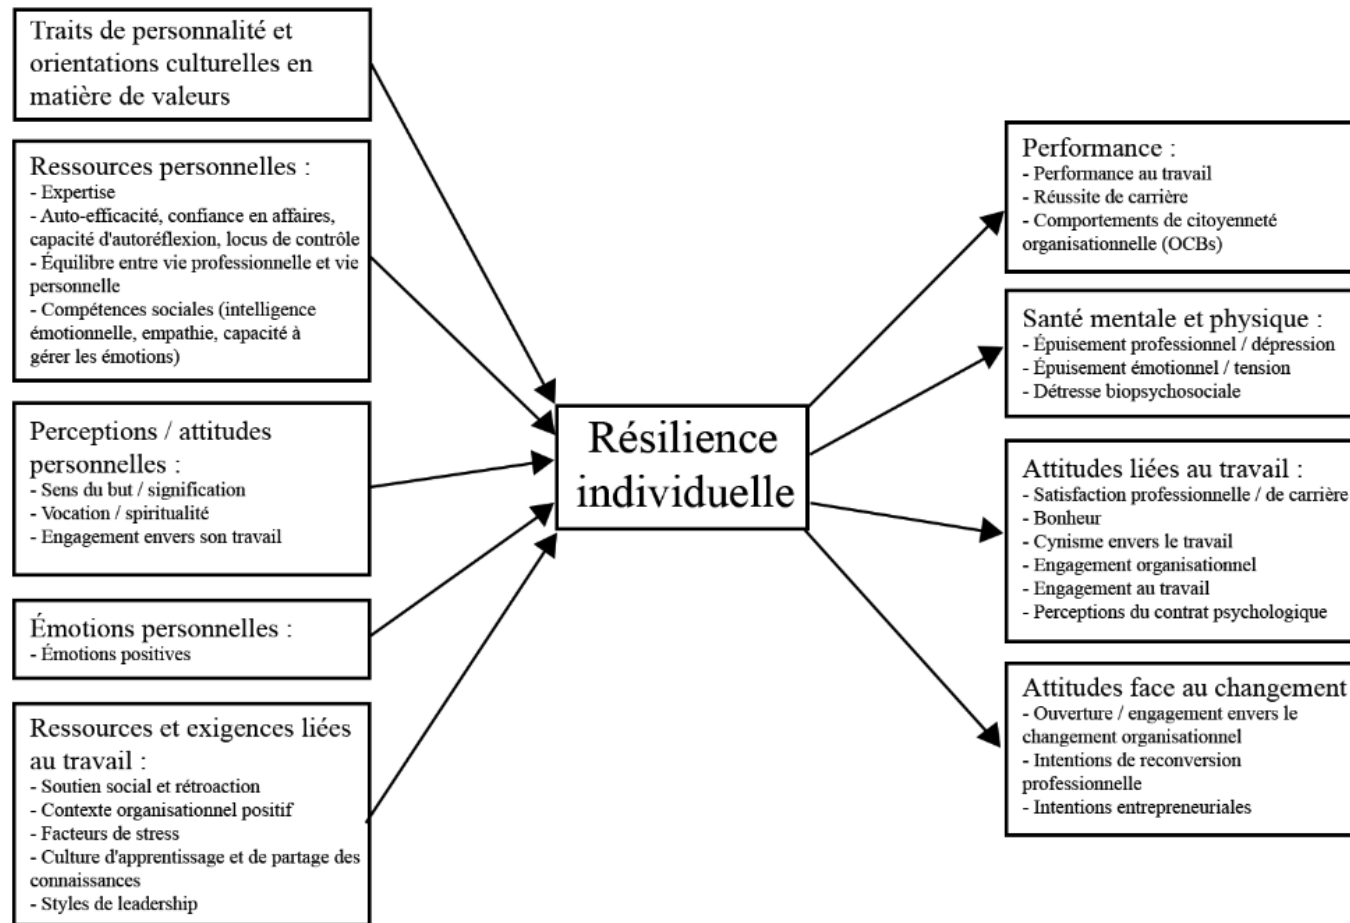 Traits de personnalité et
orientations culturelles en
matière de valeurs
Ressources personnelles :
- Expertise
- Auto-efficacité, confiance en affaires,
capacité d'autoréflexion, locus de contrôle
- Équilibre entre vie professionnelle et vie
personnelle
- Compétences sociales (intelligence
émotionnelle, empathie, capacité à
gérer les émotions)
Perceptions / attitudes
personnelles :
- Sens du but / signification
- Vocation / spiritualité
- Engagement envers son travail
Émotions personnelles :
- Émotions positives
Ressources et exigences liées
au travail :
- Soutien social et rétroaction
- Contexte organisationnel positif
- Facteurs de stress
- Culture d'apprentissage et de partage des
connaissances
- Styles de leadership
Résilience
individuelle
Performance :
- Performance au travail
- Réussite de carrière
- Comportements de citoyenneté
organisationnelle (OCBs)
Santé mentale et physique :
- Épuisement professionnel / dépression
- Épuisement émotionnel / tension
- Détresse biopsychosociale
Attitudes liées au travail :
- Satisfaction professionnelle / de carrière
- Bonheur
- Cynisme envers le travail
- Engagement organisationnel
- Engagement au travail
- Perceptions du contrat psychologique
Attitudes face au changement
- Ouverture / engagement envers le
changement organisationnel
- Intentions de reconversion
professionnelle
- Intentions entrepreneuriales